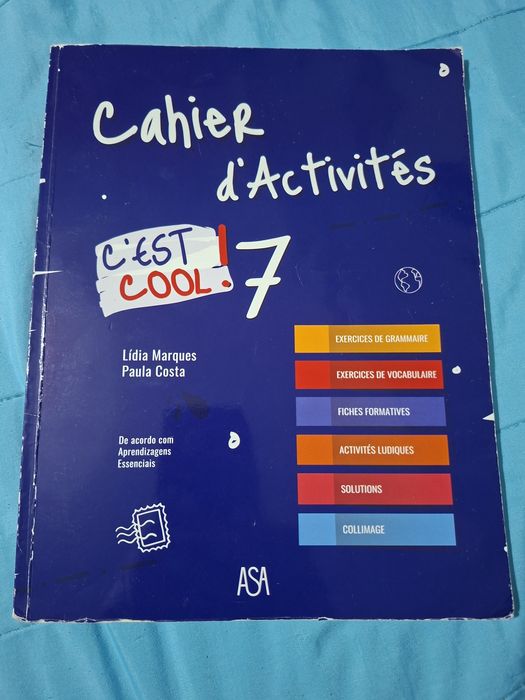 Cahier
d'Activités
C'EST
COOL!
7
Lídia Marques
Paula Costa
EXERCICES DE GRAMMAIRE
EXERCICES DE VOCABULAIRE
FICHES FORMATIVES
ACTIVITÉS LUDIQUES
SOLUTIONS
COLLIMAGE
De acordo com
Aprendizagens
Essenciais
ASA